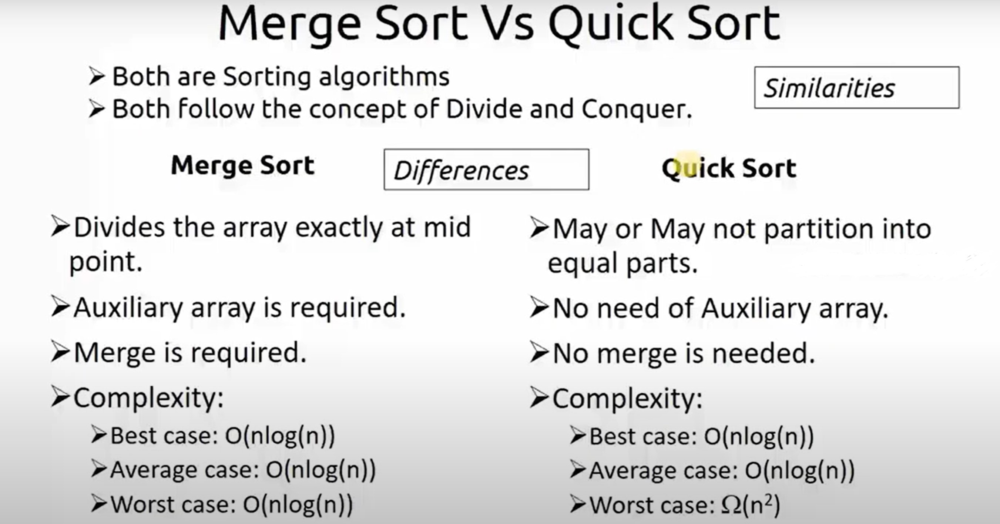 Merge Sort Vs Quick Sort
➢ Both are Sorting algorithms
➢ Both follow the concept of Divide and Conquer.
Similarities
Merge Sort
Differences
Quick Sort
➢Divides the array exactly at mid
point.
➢Auxiliary array is required.
➢Merge is required.
➢Complexity:
➢Best case: O(nlog(n))
➢Average case: O(nlog(n))
➢Worst case: O(nlog(n))
➢May or May not partition into
equal parts.
➢No need of Auxiliary array.
➢No merge is needed.
➢Complexity:
➢Best case: O(nlog(n))
➢Average case: O(nlog(n))
➢Worst case: Ω(n²)